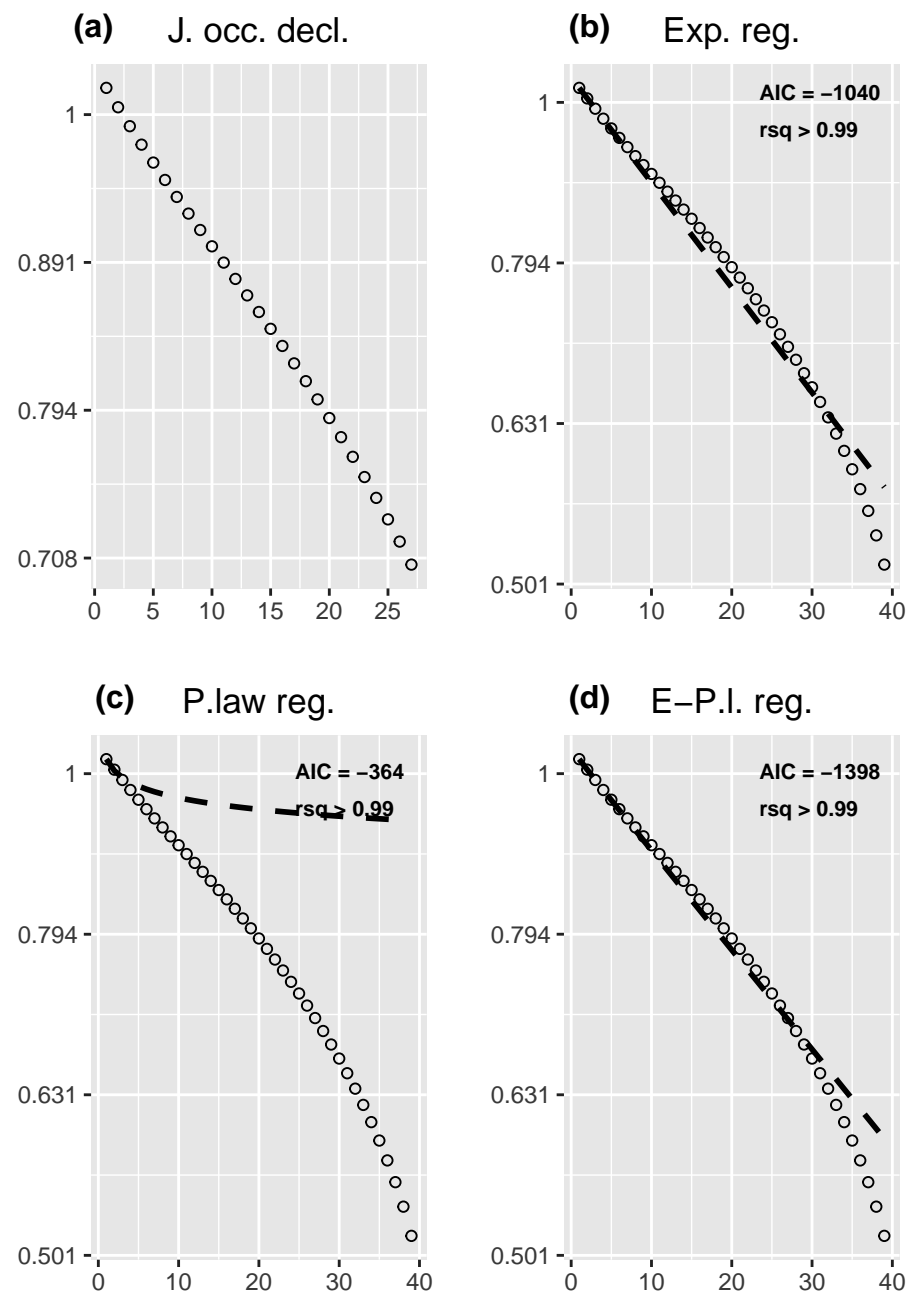 (a) J. occ. decl.
1
0.891
0.794
0.708
0 5 10 15 20 25
(b) Exp. reg.
AIC = −1040
rsq > 0.99
1
0.794
0.631
0.501
0 10 20 30 40
(c) P.law reg.
AIC = −364
rsq > 0.99
1
0.794
0.631
0.501
0 10 20 30 40
(d) E−P.l. reg.
AIC = −1398
rsq > 0.99
1
0.794
0.631
0.501
0 10 20 30 40